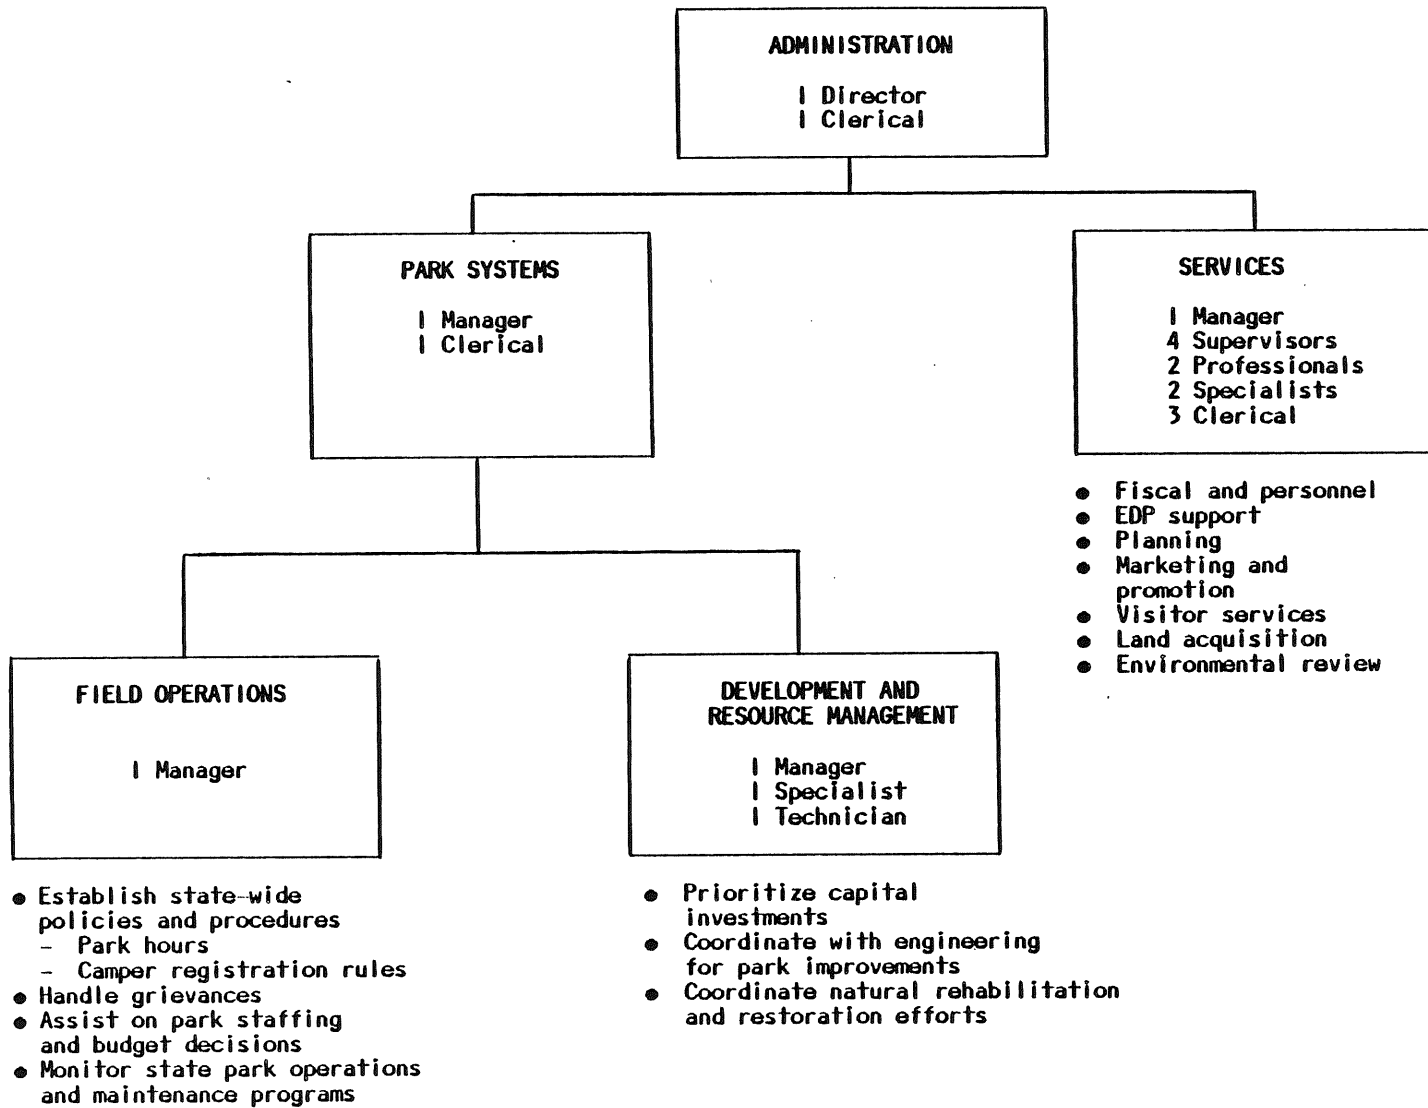 ADMINISTRATION
1 Director
1 Clerical
PARK SYSTEMS
1 Manager
1 Clerical
SERVICES
1 Manager
4 Supervisors
2 Professionals
2 Specialists
3 Clerical
● Fiscal and personnel
● EDP support
● Planning
● Marketing and
promotion
● Visitor services
● Land acquisition
● Environmental review
FIELD OPERATIONS
1 Manager
● Establish state-wide
policies and procedures
- Park hours
- Camper registration rules
● Handle grievances
● Assist on park staffing
and budget decisions
● Monitor state park operations
and maintenance programs
DEVELOPMENT AND
RESOURCE MANAGEMENT
1 Manager
1 Specialist
1 Technician
● Prioritize capital
investments
● Coordinate with engineering
for park improvements
● Coordinate natural rehabilitation
and restoration efforts